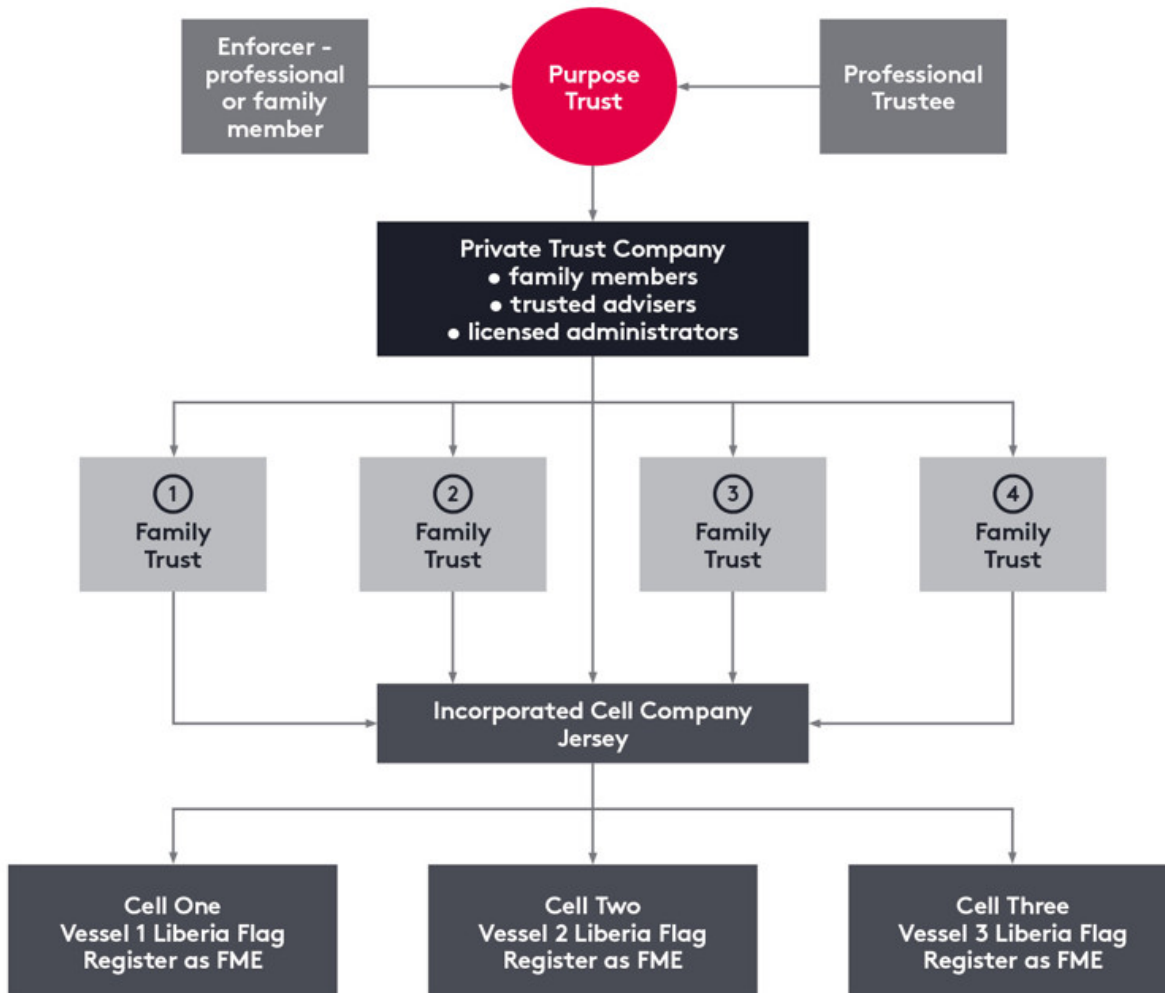 Enforcer -
professional
or family
member
Purpose
Trust
Professional
Trustee
Private Trust Company
• family members
• trusted advisers
• licensed administrators
1
Family
Trust
2
Family
Trust
3
Family
Trust
4
Family
Trust
Incorporated Cell Company
Jersey
Cell One
Vessel 1 Liberia Flag
Register as FME
Cell Two
Vessel 2 Liberia Flag
Register as FME
Cell Three
Vessel 3 Liberia Flag
Register as FME